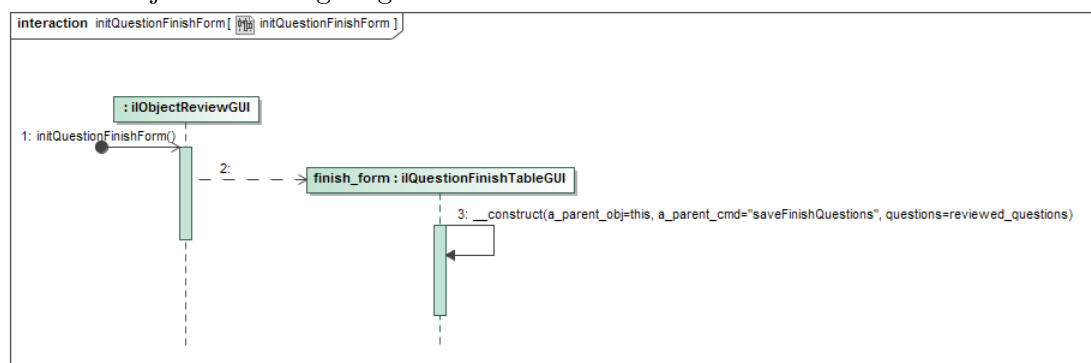 interaction initQuestionFinishForm[ initQuestionFinishForm ]
: ilObjectReviewGUI
1: initQuestionFinishForm()
2:
finish_form : ilQuestionFinishTableGUI
3: __construct(a_parent_obj=this, a_parent_cmd="saveFinishQuestions", questions=reviewed_questions)